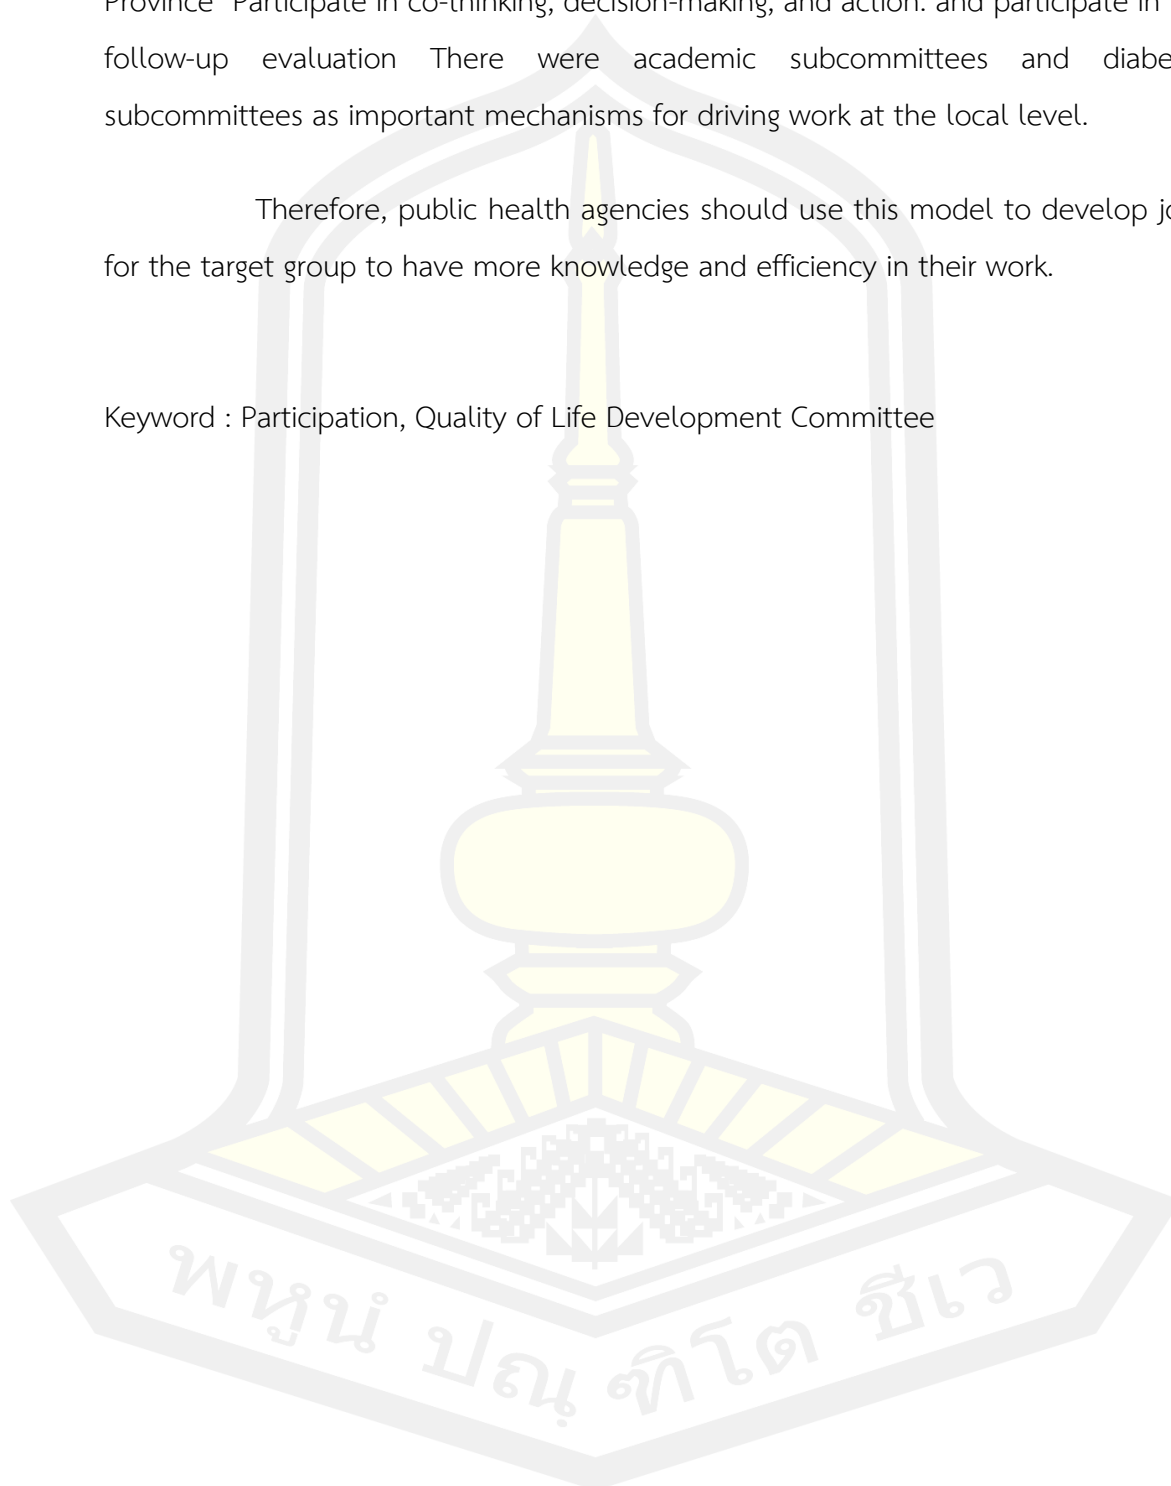 Province Participate in co-thinking, decision-making, and action. and participate in
follow-up evaluation There were academic subcommittees and
subcommittees as important mechanisms for driving work at the local level.
Therefore, public health agencies should use this model to develop
for the target group to have more knowledge and efficiency in their work.
Keyword : Participation, Quality of Life Development Committee
พหูนํ ปณฺฑิโต ชีเว